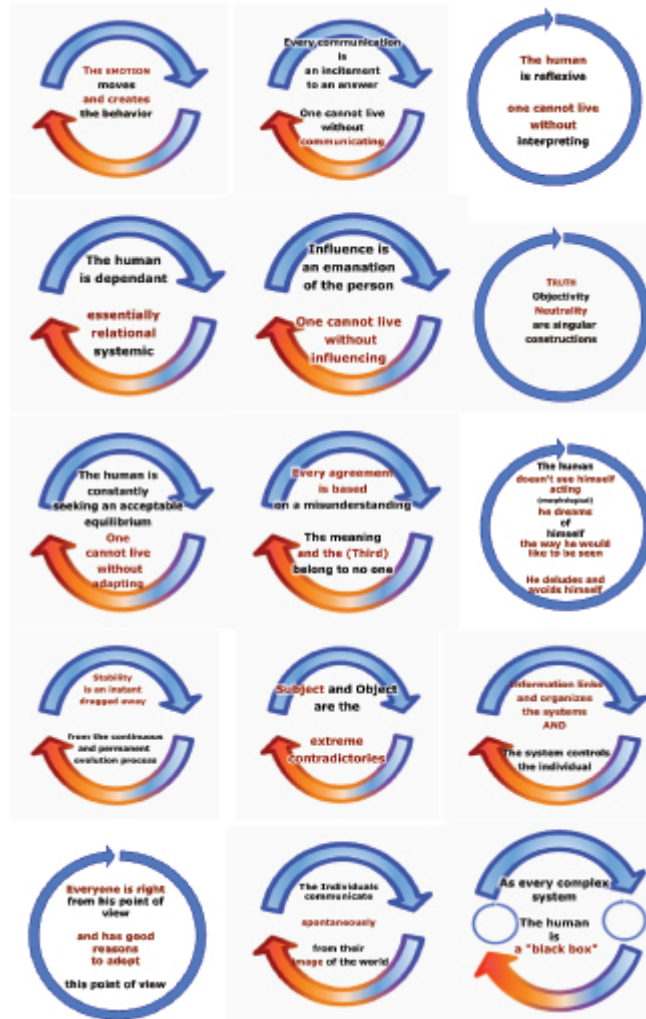 THE EMOTION
moves
and creates
the behavior
Every communication
is
an incitement
to an answer
One cannot live
without
communicating
The human
is reflexive
one cannot live
without
interpreting
The human
is dependant
essentially
relational
systemic
Influence is
an emanation
of the person
One cannot live
without
influencing
TRUTH
Objectivity
Neutrality
are singular
constructions
The human is
constantly
seeking an acceptable
equilibrium
One
cannot live
without
adapting
Every agreement
is based
on a misunderstanding
The meaning
and the (Third)
belong to no one
The human
doesn't see himself
acting
(morphological)
he dreams
of
himself
the way he would
like to be seen
He deludes and
avoids himself
Stability
is an instant
dragged away
from the continuous
and permanent
evolution process
Subject and Object
are the
extreme
contradictories
Information links
and organizes
the systems
AND
The system controls
the individual
Everyone is right
from his point of
view
and has good
reasons
to adopt
this point of view
The Individuals
communicate
spontaneously
from their
image of the world
As every complex
system
The human
is
a "black box"